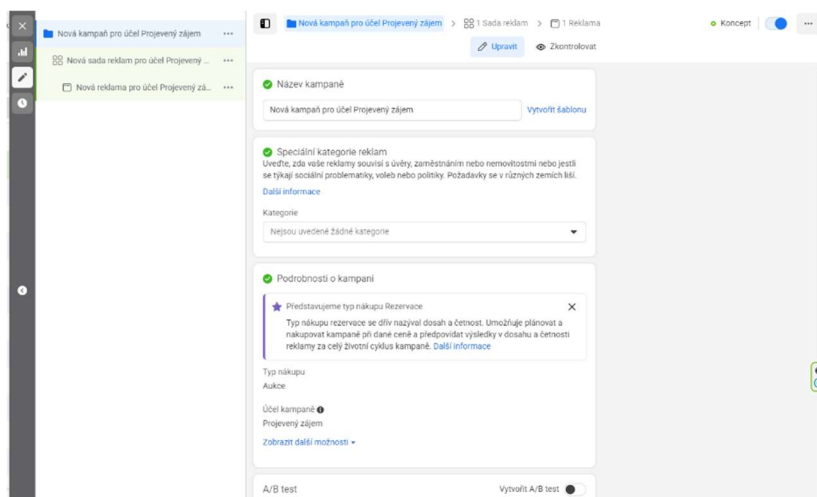 Nová kampaň pro účel Projevený zájem
Nová sada reklam pro účel Projevený ...
Nová reklama pro účel Projevený zá...
Nová kampaň pro účel Projevený zájem > 1 Sada reklam > 1 Reklama
Koncept
Upravit Zkontrolovat
Název kampaně
Nová kampaň pro účel Projevený zájem Vytvořit šablonu
Speciální kategorie reklam
Uveďte, zda vaše reklamy souvisí s úvěry, zaměstnáním nebo nemovitostmi nebo jestli
se týkají sociální problematiky, voleb nebo politiky. Požadavky se v různých zemích liší.
Další informace
Kategorie
Nejsou uvedené žádné kategorie
Podrobnosti o kampani
Představujeme typ nákupu Rezervace
Typ nákupu rezervace se dřív nazýval dosah a četnost. Umožňuje plánovat a
nakupovat kampaně při dané ceně a předpovídat výsledky v dosahu a četnosti
reklamy za celý životní cyklus kampaně. Další informace
Typ nákupu
Aukce
Účel kampaně
Projevený zájem
Zobrazit další možnosti
A/B test Vytvořit A/B test